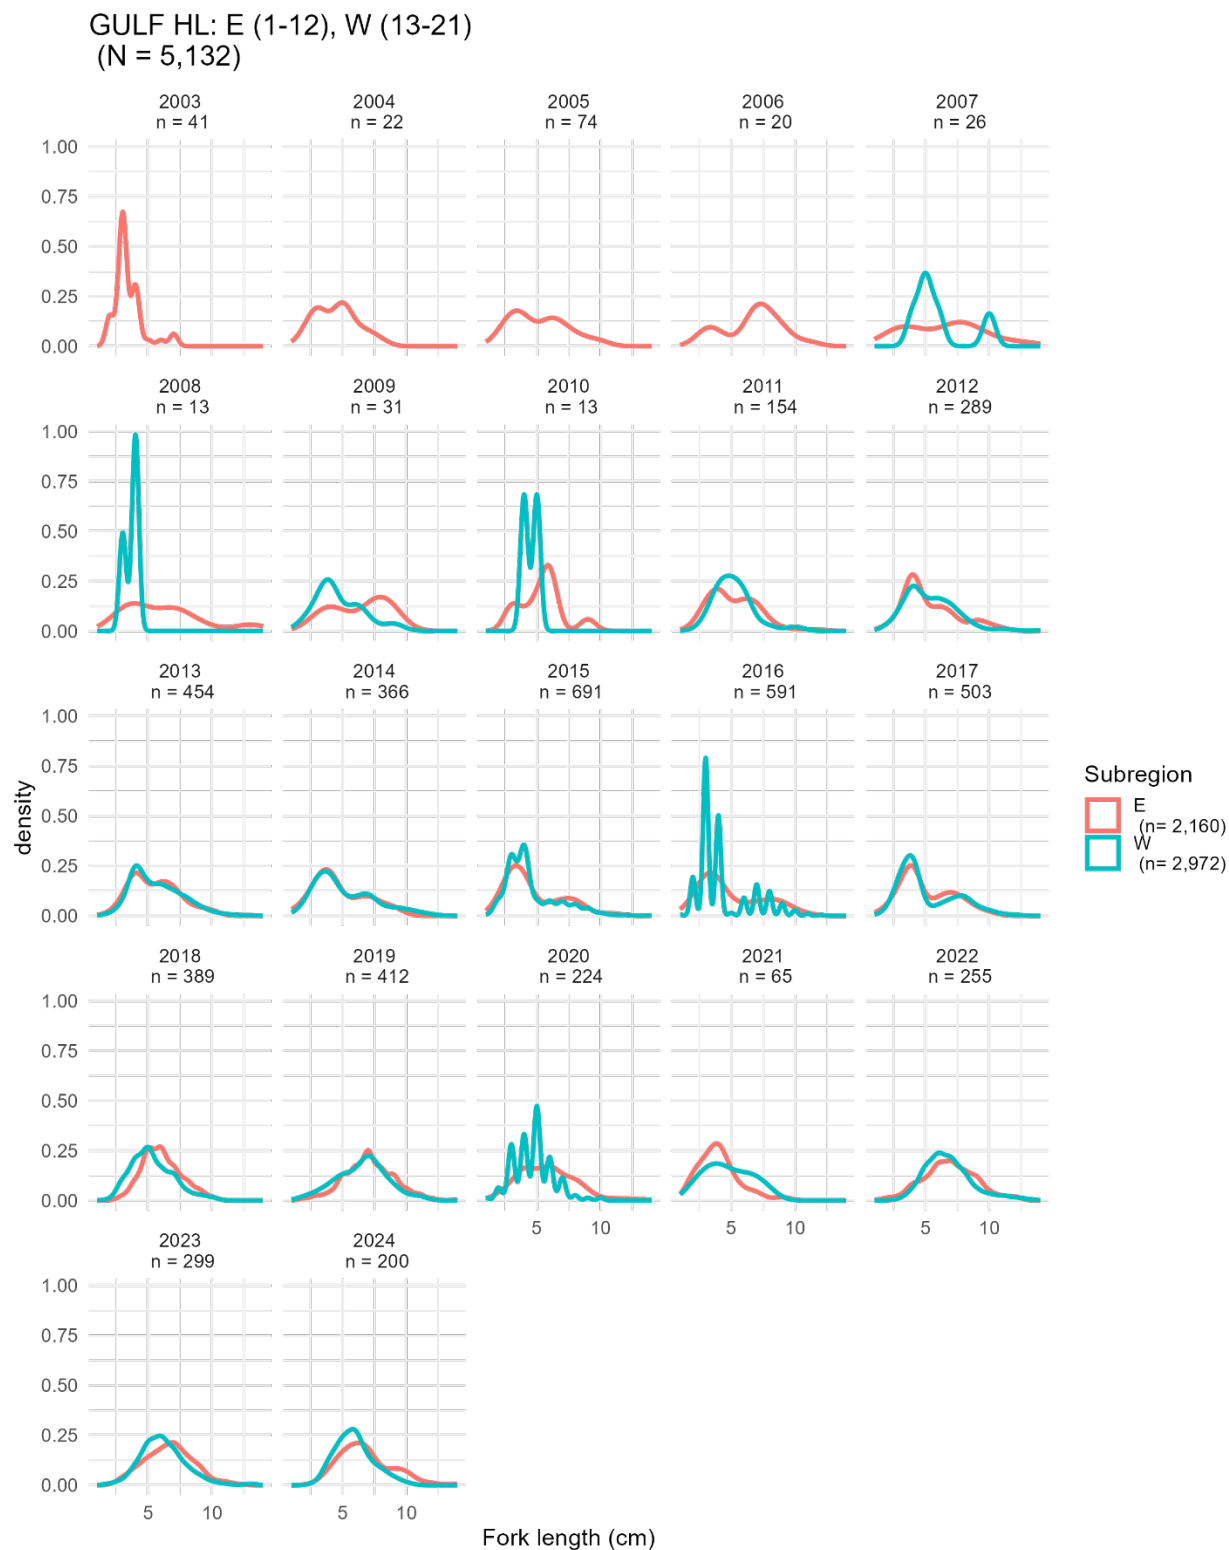 GULF HL: E (1-12), W (13-21)
(N = 5,132)
2003 2004 2005 2006 2007
n = 41 n = 22 n = 74 n = 20 n = 26
1.00
0.75
0.50
0.25
0.00
2008 2009 2010 2011 2012
n = 13 n = 31 n = 13 n = 154 n = 289
1.00
0.75
0.50
0.25
0.00
2013 2014 2015 2016 2017
n = 454 n = 366 n = 691 n = 591 n = 503
1.00
0.75
0.50
0.25
0.00
density
Subregion
E
(n= 2,160)
W
(n= 2,972)
2018 2019 2020 2021 2022
n = 389 n = 412 n = 224 n = 65 n = 255
1.00
0.75
0.50
0.25
0.00
5 10 5 10 5 10
2023 2024
n = 299 n = 200
1.00
0.75
0.50
0.25
0.00
5 10 5 10
Fork length (cm)